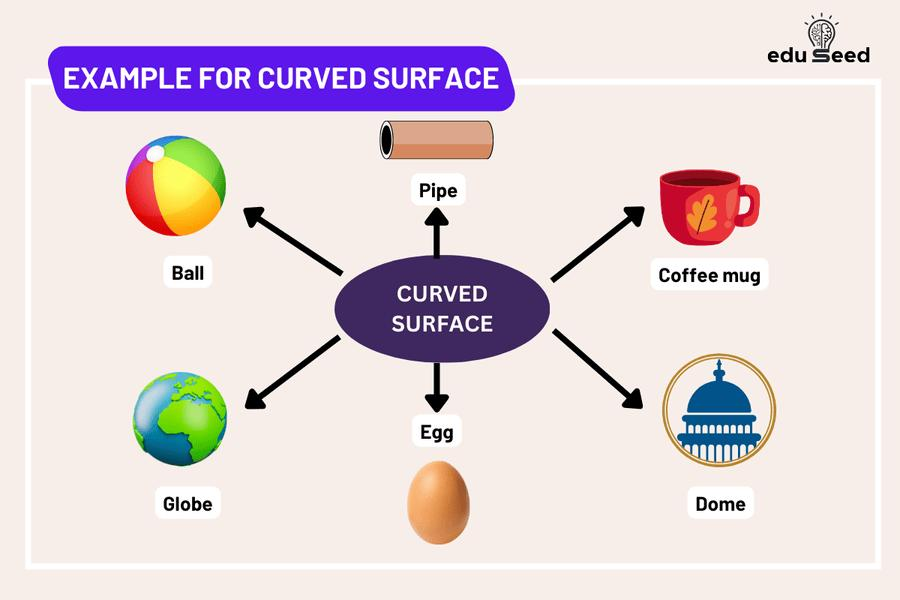 edu Seed
EXAMPLE FOR CURVED SURFACE
Pipe
Ball
Coffee mug
CURVED
SURFACE
Egg
Globe
Dome